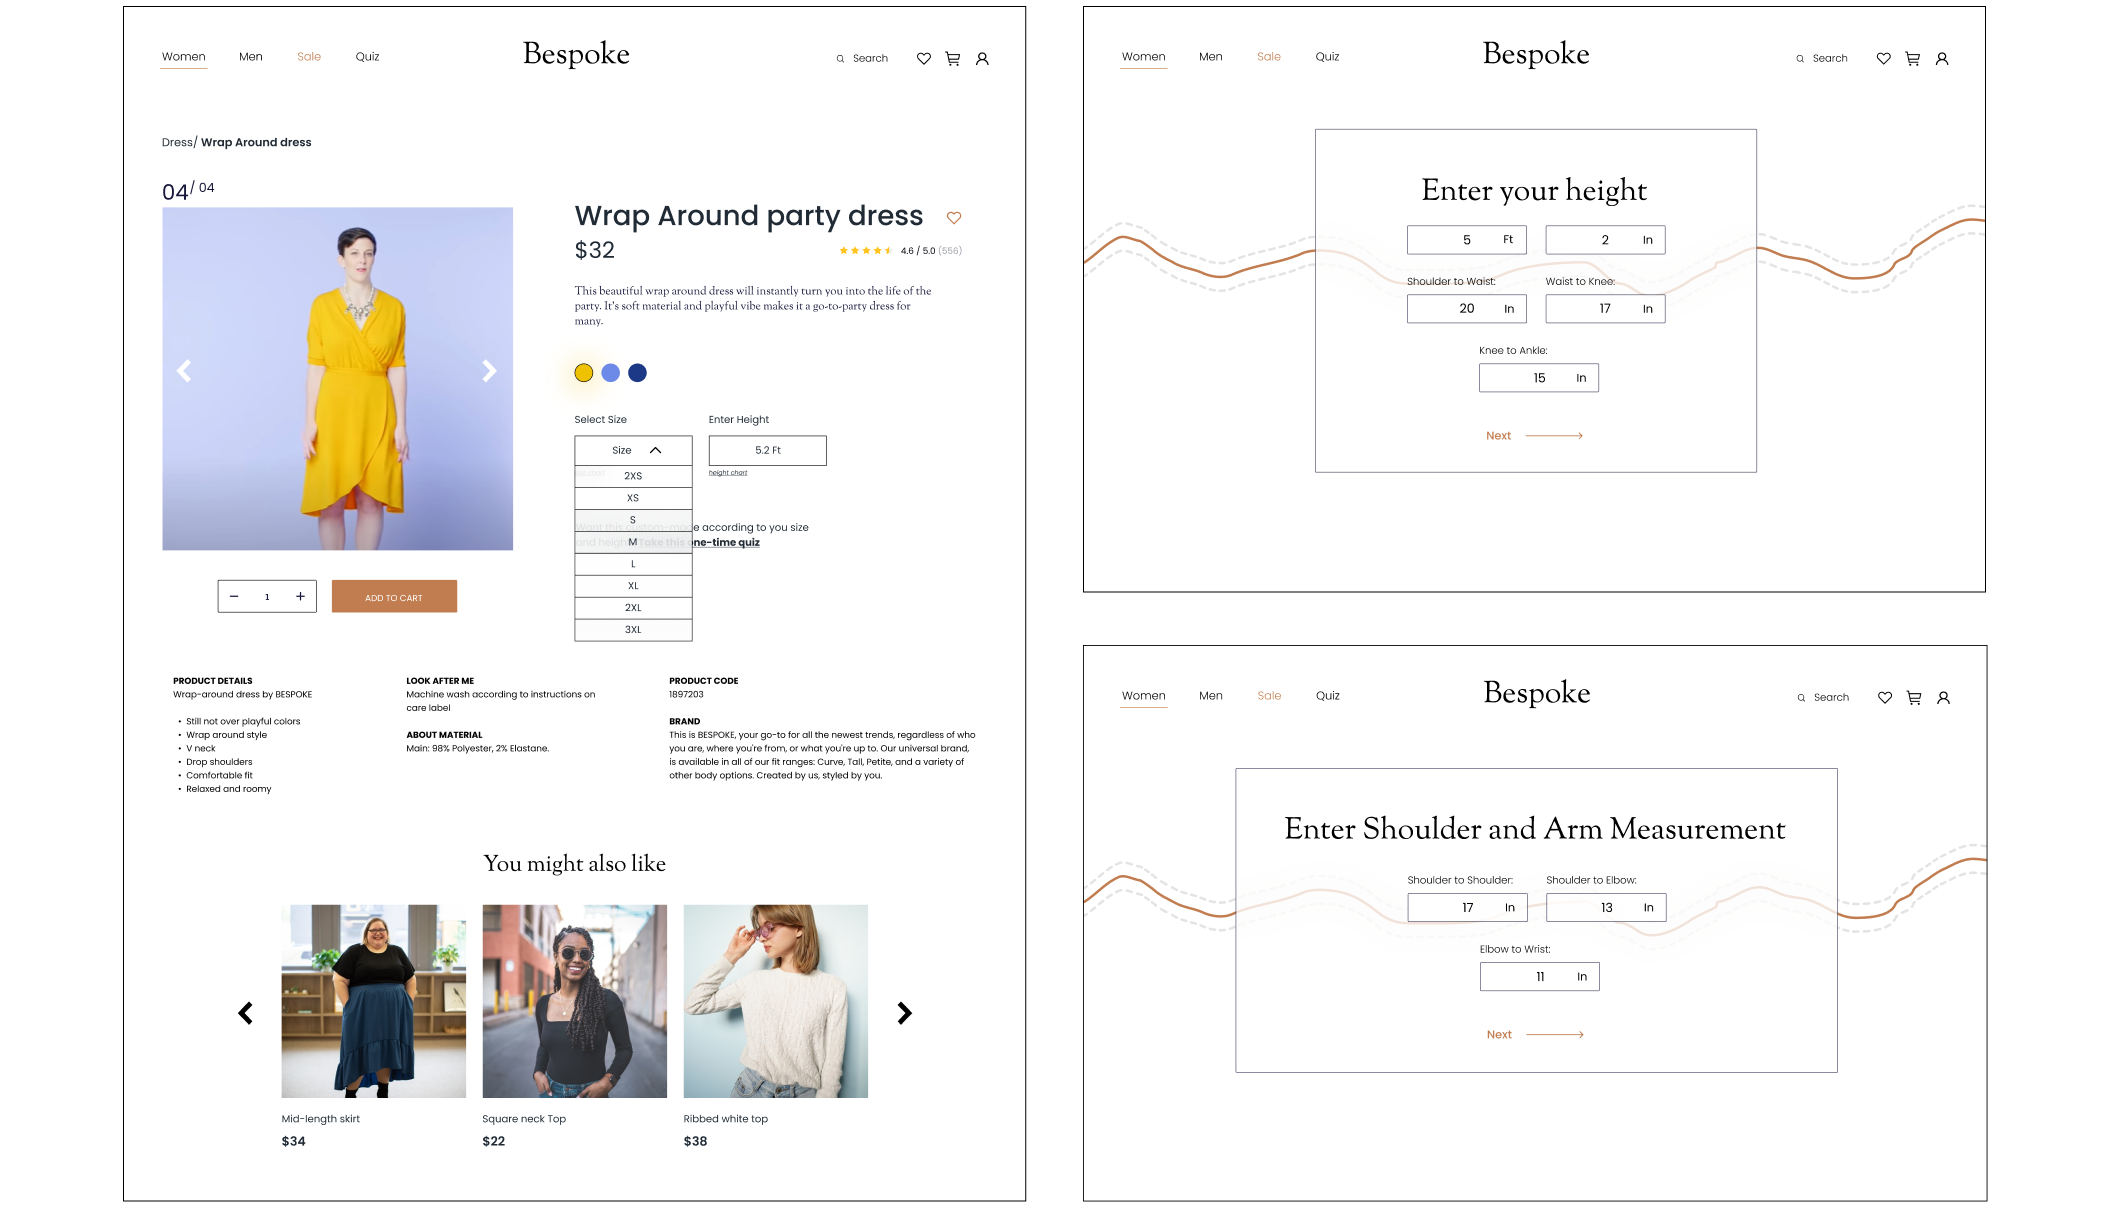 Women Men Sale Quiz Bespoke Search
Dress/ Wrap Around dress
04/ 04
Wrap Around party dress
$32
4.6 / 5.0 (556)
This beautiful wrap around dress will instantly turn you into the life of the
party. It's soft material and playful vibe makes it a go-to-party dress for
many.
Select Size Enter Height
Size 5.2 Ft
height chart
2XS
XS
S
Want this custom-made according to you size
M
and height? Take this one-time quiz
L
XL
2XL
3XL
1
ADD TO CART
PRODUCT DETAILS
Wrap-around dress by BESPOKE
• Still not over playful colors
• Wrap around style
• V neck
• Drop shoulders
• Comfortable fit
• Relaxed and roomy
LOOK AFTER ME
Machine wash according to instructions on
care label
ABOUT MATERIAL
Main: 98% Polyester, 2% Elastane.
PRODUCT CODE
1897203
BRAND
This is BESPOKE, your go-to for all the newest trends, regardless of who
you are, where you're from, or what you're up to. Our universal brand,
is available in all of our fit ranges: Curve, Tall, Petite, and a variety of
other body options. Created by us, styled by you.
You might also like
Mid-length skirt
$34
Square neck Top
$22
Ribbed white top
$38
Women Men Sale Quiz Bespoke Search
Enter your height
5 Ft 2 In
Shoulder to Waist: Waist to Knee:
20 In 17 In
Knee to Ankle:
15 In
Next
Women Men Sale Quiz Bespoke Search
Enter Shoulder and Arm Measurement
Shoulder to Shoulder: Shoulder to Elbow:
17 In 13 In
Elbow to Wrist:
11 In
Next